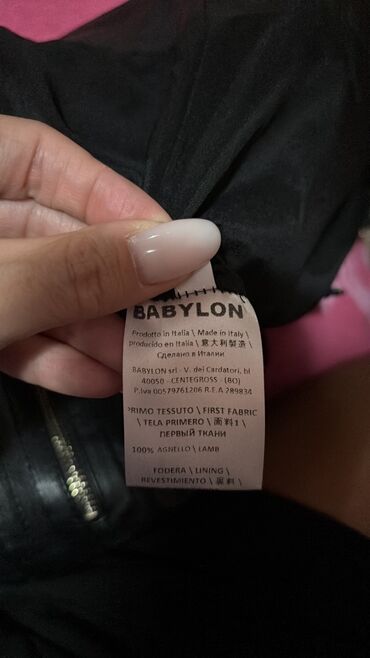 BABYLON
Prodotto in Italia \ Made in Italy \
producido en Italia \ 意大利製造 \
Сделано в Италии
BABYLON srl - V. dei Cardatori, bl
40050 - CENTEGROSS - (BO)
P.Iva 00579761206 R.E.A 289834
PRIMO TESSUTO \ FIRST FABRIC
\ TELA PRIMERO \ 面料1 \
ПЕРВЫЙ ТКАНИ
100% AGNELLO \ LAMB
FODERA \ LINING \
REVESTIMIENTO \ 面料 \